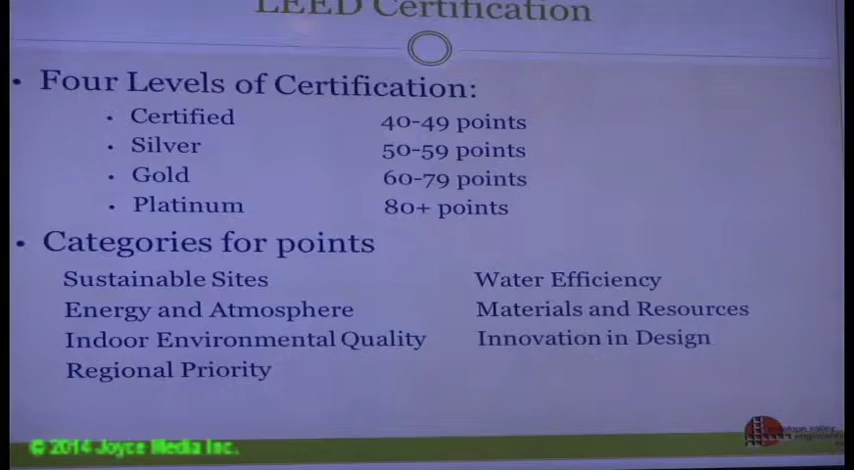 LEED Certification
• Four Levels of Certification:
• Certified 40-49 points
• Silver 50-59 points
• Gold 60-79 points
• Platinum 80+ points
• Categories for points
Sustainable Sites Water Efficiency
Energy and Atmosphere Materials and Resources
Indoor Environmental Quality Innovation in Design
Regional Priority
© 2014 Joyce Media Inc.